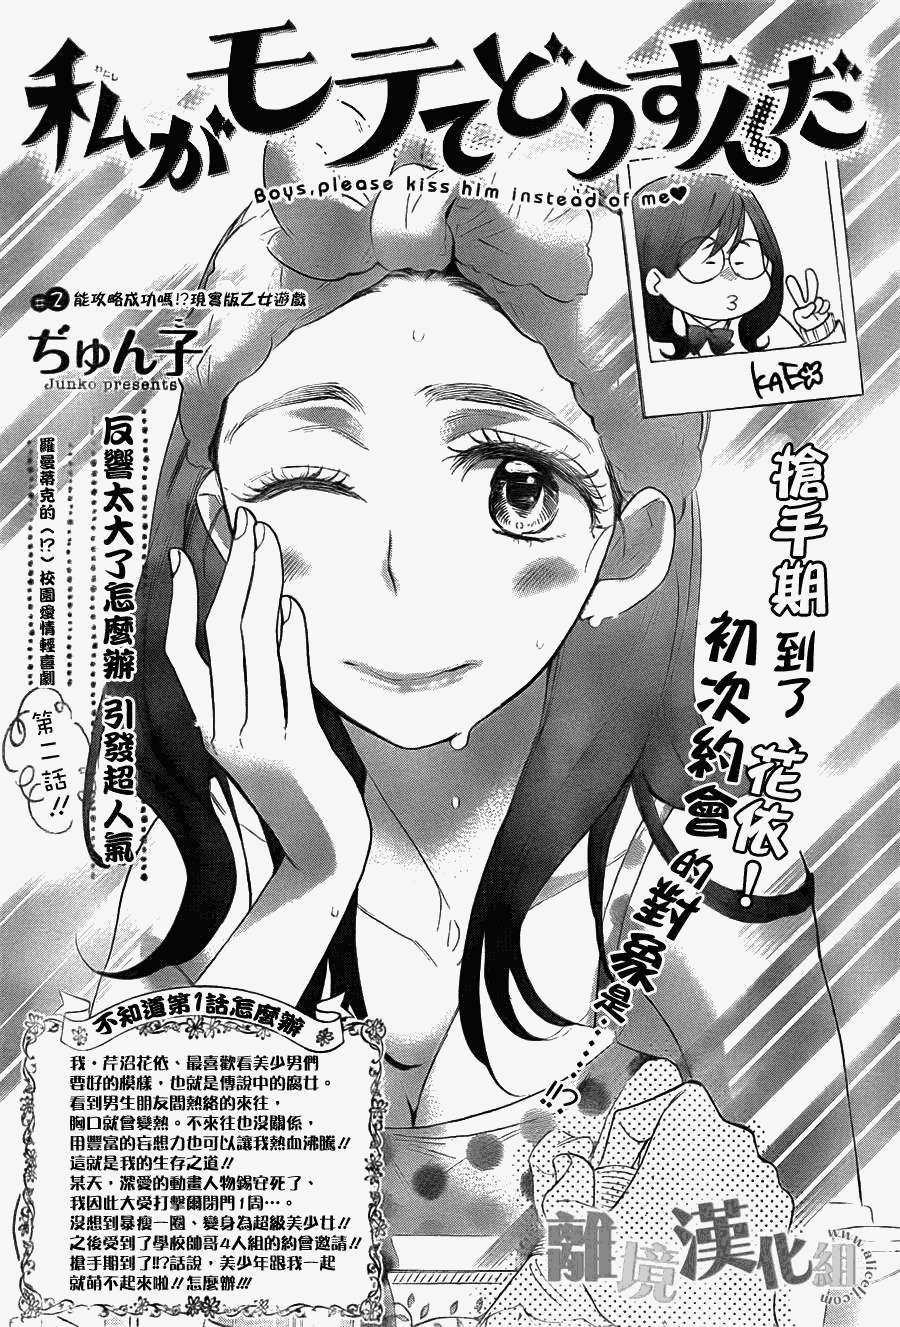 私がモテてどうすんだ
わたし
Boys, please kiss him instead of me♥
#2 能攻略成功嗎!?現實版乙女遊戲
ぢゅん子
こ
Junko presents
KAE
搶手期到了花依！
初次約會的對象是……!!?
反響太大了怎麼辦 引發超人氣
羅曼蒂克的（!?）校園愛情輕喜劇
第二話!!
不知道第1話怎麼辦
我，芹沼花依、最喜歡看美少男們
要好的模樣，也就是傳說中的腐女。
看到男生朋友間熱絡的來往，
胸口就會變熱。不來往也沒關係，
用豐富的妄想力也可以讓我熱血沸騰!!
這就是我的生存之道!!
某天，深愛的動畫人物錫安死了、
我因此大受打擊爾閉門1周…。
沒想到暴瘦一圈、變身為超級美少女!!
之後受到了學校帥哥4人組的約會邀請!!
搶手期到了!!?話說，美少年跟我一起
就萌不起來啦!!怎麼辦!!!
離境漢化組
www.alicell.com